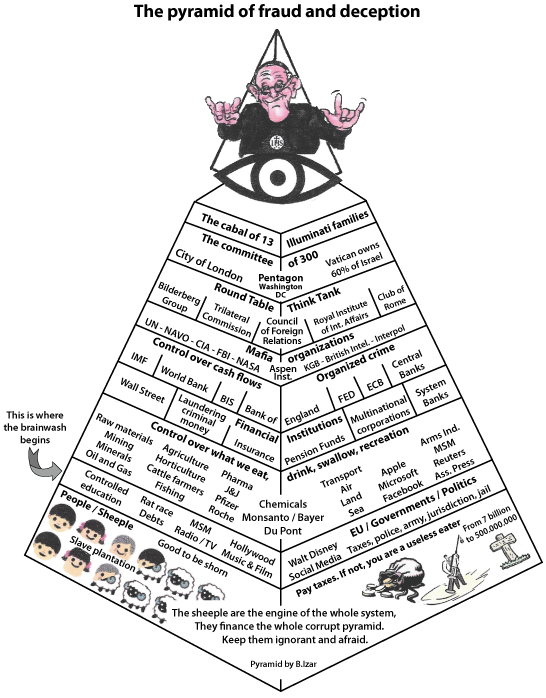 The pyramid of fraud and deception
IHS
The cabal of 13 Illuminati families
The committee of 300
City of London
Vatican owns
60% of Israel
Pentagon
Washington
DC
Round Table Think Tank
Bilderberg
Group
Trilateral
Commission
Council
of Foreign
Relations
Royal Institute
of Int. Affairs
Club of
Rome
Mafia organizations
UN - NAVO - CIA - FBI - NASA
Aspen
Inst.
KGB - British Intel. - Interpol
Control over cash flows Organized crime
IMF
World Bank
BIS
Bank of England
FED
ECB
Central
Banks
Wall Street
Laundering
criminal
money
Financial Institutions
Insurance
Pension Funds
Multinational
corporations
System
Banks
Control over what we eat, drink, swallow, recreation
Raw materials
Mining
Minerals
Oil and Gas
Agriculture
Horticulture
Cattle farmers
Fishing
Pharma
J&J
Pfizer
Roche
Chemicals
Monsanto / Bayer
Du Pont
Transport
Air
Land
Sea
Apple
Microsoft
Facebook
Arms Ind.
MSM
Reuters
Ass. Press
This is where
the brainwash
begins
Controlled
education
Rat race
Debts
MSM
Radio / TV
Hollywood
Music & Film
EU / Governments / Politics
Walt Disney
Social Media
Taxes, police, army, jurisdiction, jail
People / Sheeple
Slave plantation
Good to be shorn
Pay taxes. If not, you are a useless eater
From 7 billion
to 500.000.000
The sheeple are the engine of the whole system,
They finance the whole corrupt pyramid.
Keep them ignorant and afraid.
Pyramid by B.Izar